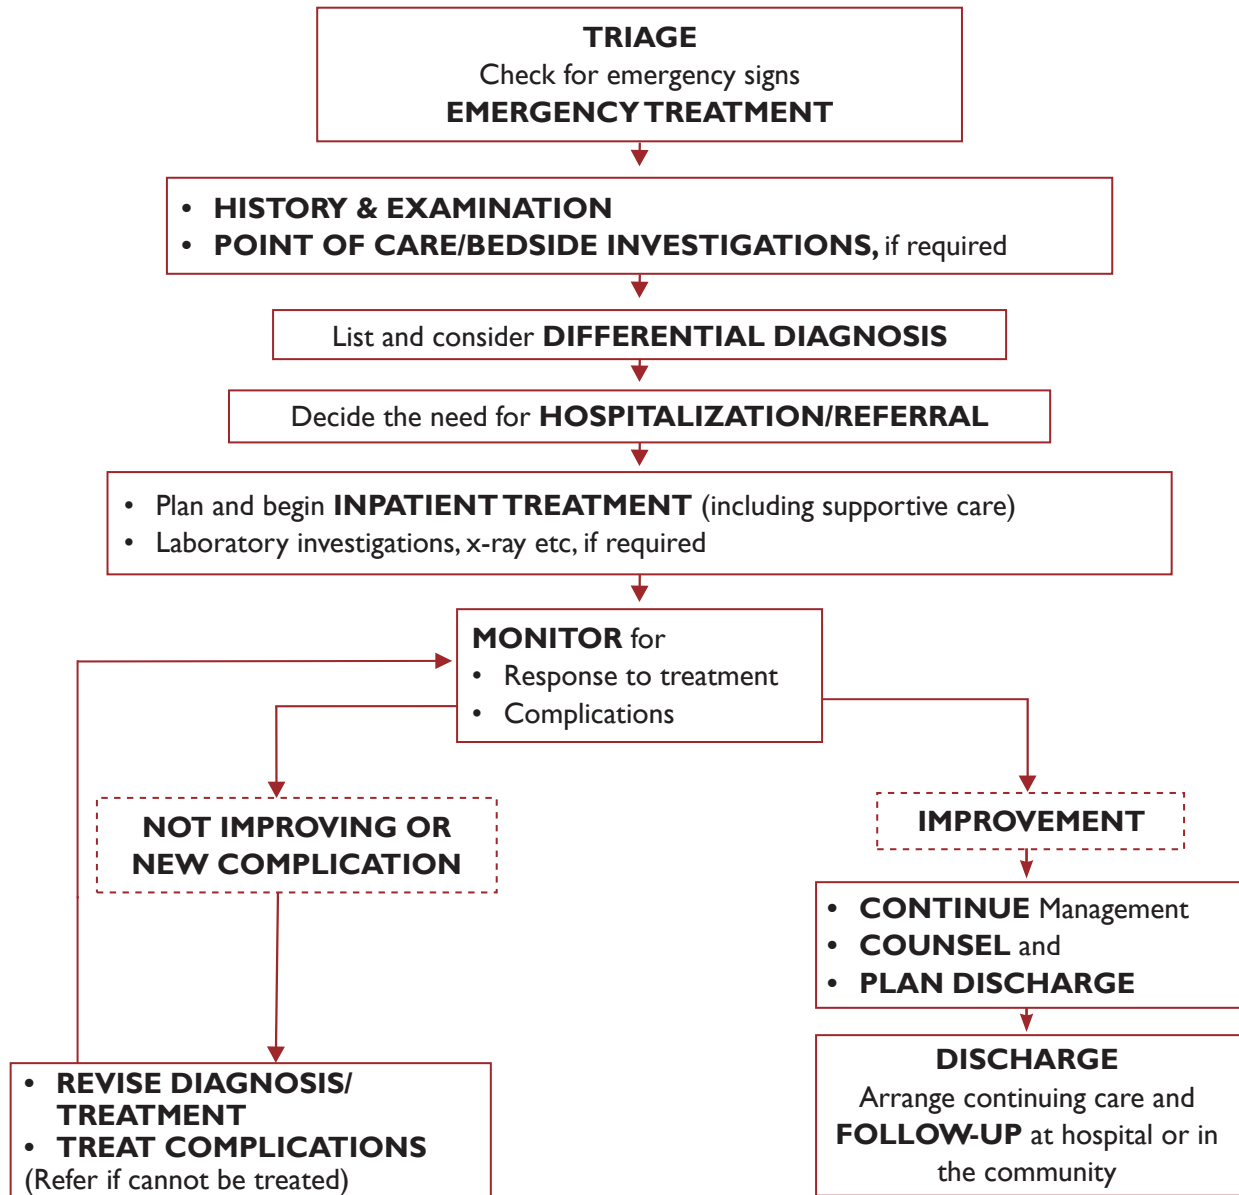 TRIAGE
Check for emergency signs
EMERGENCY TREATMENT
• HISTORY & EXAMINATION
• POINT OF CARE/BEDSIDE INVESTIGATIONS, if required
List and consider DIFFERENTIAL DIAGNOSIS
Decide the need for HOSPITALIZATION/REFERRAL
• Plan and begin INPATIENT TREATMENT (including supportive care)
• Laboratory investigations, x-ray etc, if required
MONITOR for
• Response to treatment
• Complications
NOT IMPROVING OR
NEW COMPLICATION
• REVISE DIAGNOSIS/
TREATMENT
• TREAT COMPLICATIONS
(Refer if cannot be treated)
IMPROVEMENT
• CONTINUE Management
• COUNSEL and
• PLAN DISCHARGE
DISCHARGE
Arrange continuing care and
FOLLOW-UP at hospital or in
the community